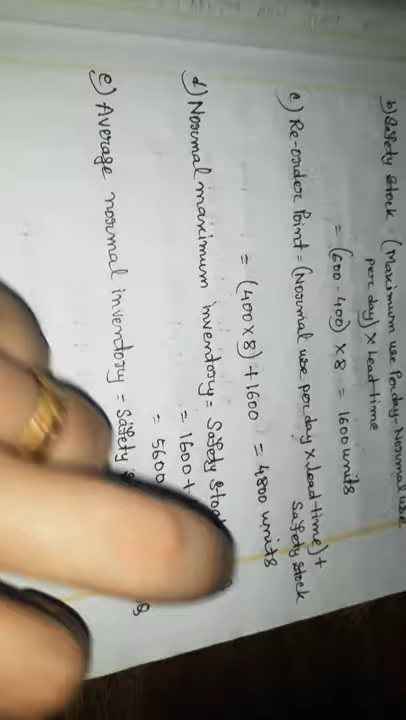 b) Safety stock (Maximum use Per day - Normal use
per day) x Lead time
= (600 - 400) x 8 = 1600 units
c) Re-order Point = (Normal use per day x Lead time) +
Safety stock
= (400 x 8) + 1600 = 4800 units
d) Normal maximum inventory = Safety
= 1600 +
= 5600
e) Average normal inventory = Safety